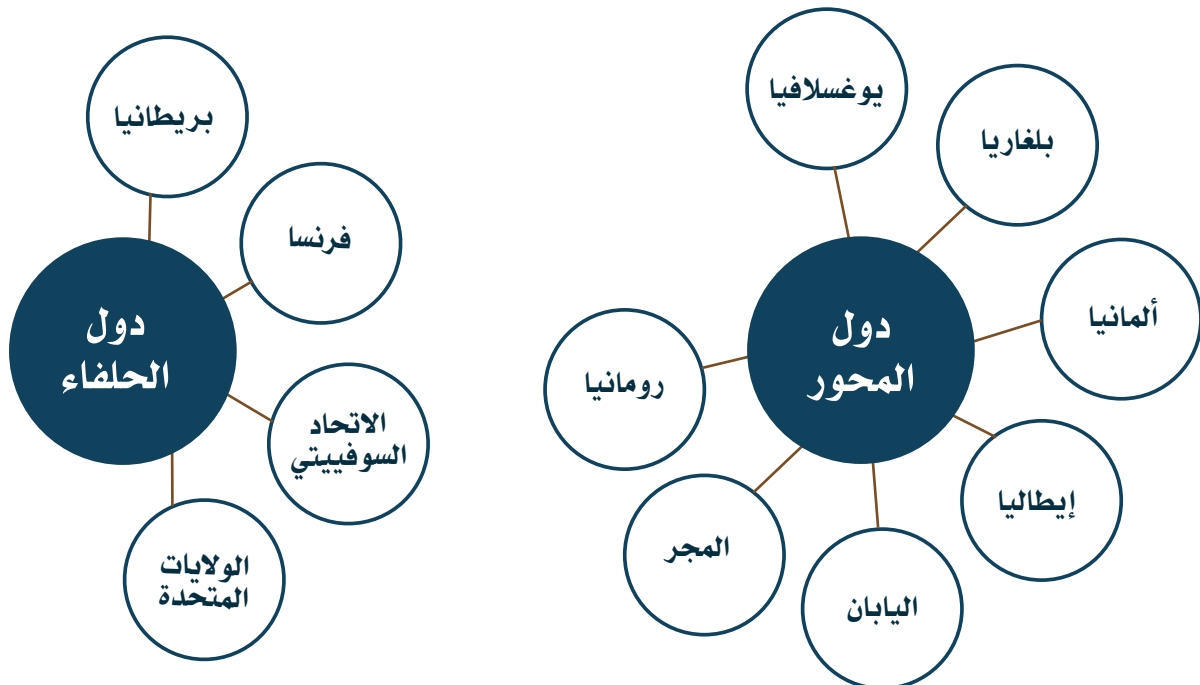 دول
المحور
يوغسلافيا
بلغاريا
ألمانيا
إيطاليا
اليابان
المجر
رومانيا
دول
الحلفاء
بريطانيا
فرنسا
الاتحاد
السوفييتي
الولايات
المتحدة